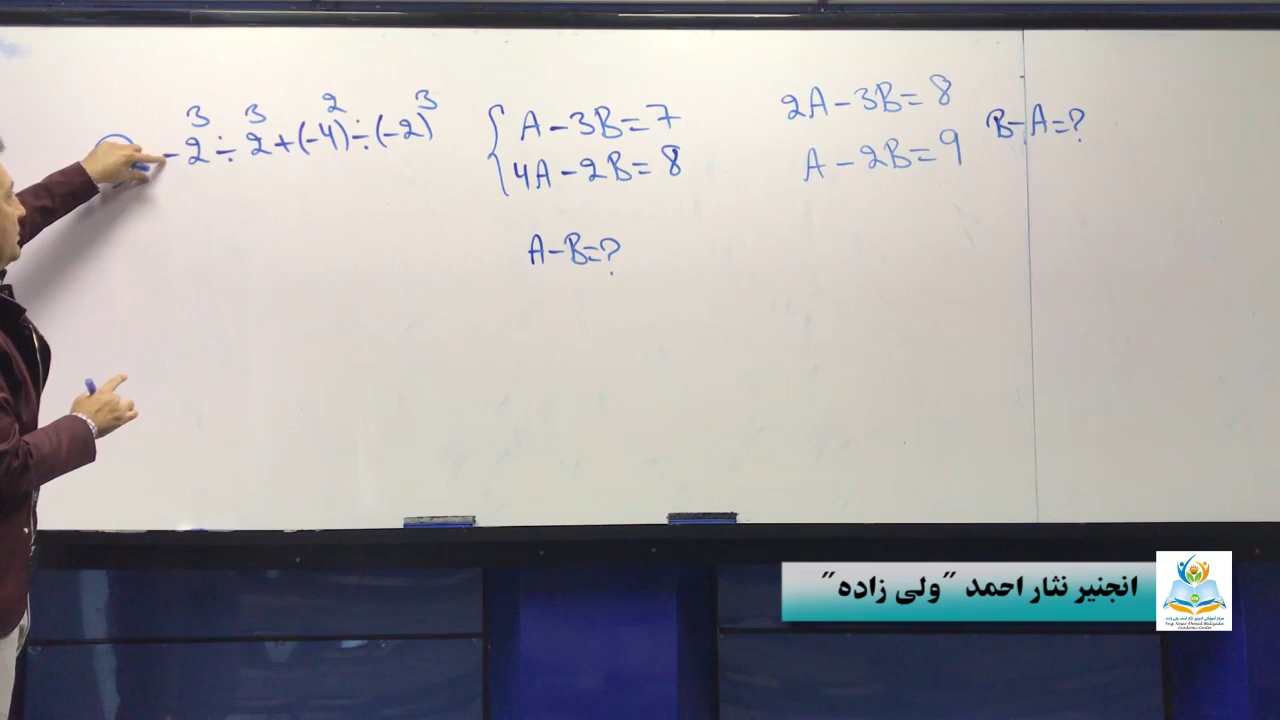 -2³ ÷ 2³ + (-4)² ÷ (-2)³
A - 3B = 7
4A - 2B = 8
A - B = ?
2A - 3B = 8
A - 2B = 9
B - A = ?
انجنیر نثار احمد "ولی زاده"